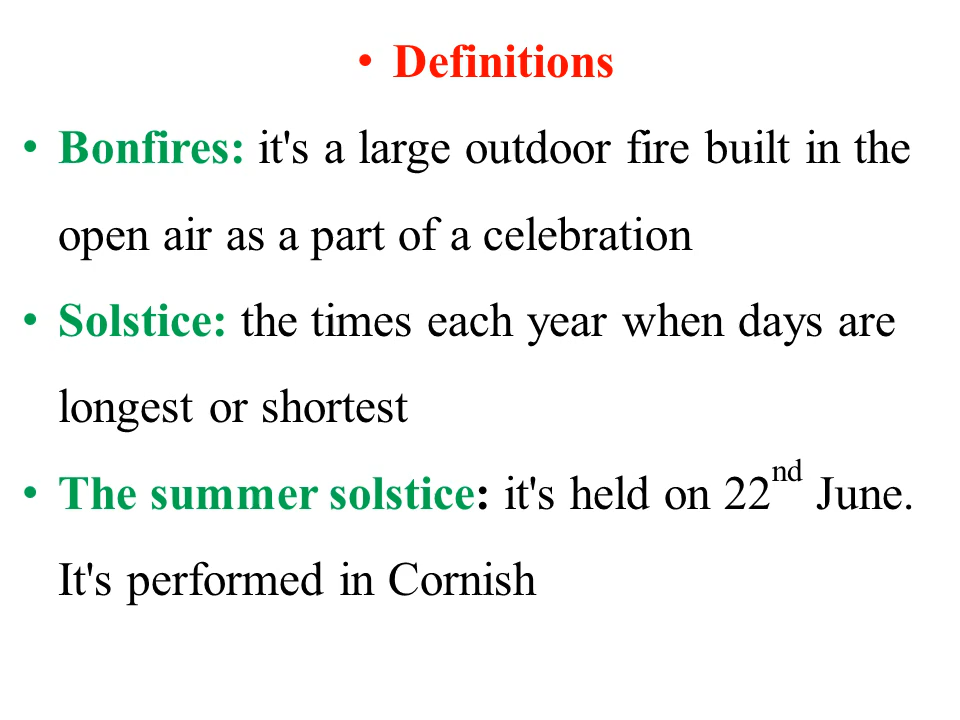 • Definitions
• Bonfires: it's a large outdoor fire built in the
open air as a part of a celebration
• Solstice: the times each year when days are
longest or shortest
• The summer solstice: it's held on 22nd June.
It's performed in Cornish